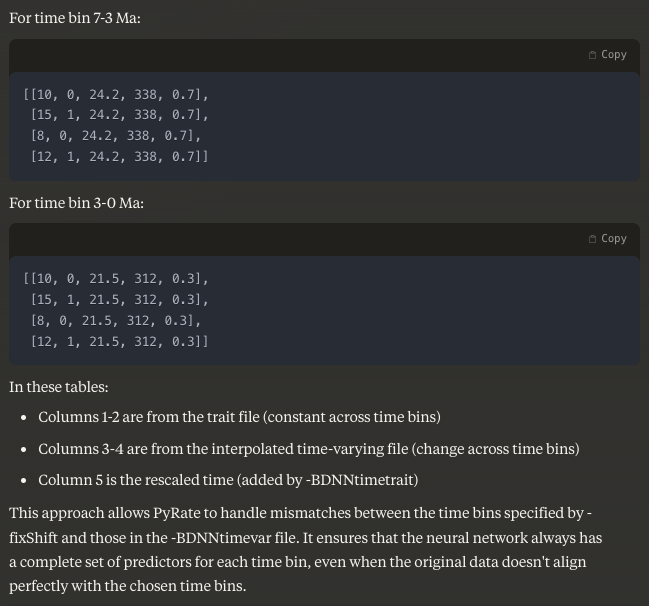 For time bin 7-3 Ma:
Copy
[[10, 0, 24.2, 338, 0.7],
[15, 1, 24.2, 338, 0.7],
[8, 0, 24.2, 338, 0.7],
[12, 1, 24.2, 338, 0.7]]
For time bin 3-0 Ma:
Copy
[[10, 0, 21.5, 312, 0.3],
[15, 1, 21.5, 312, 0.3],
[8, 0, 21.5, 312, 0.3],
[12, 1, 21.5, 312, 0.3]]
In these tables:
• Columns 1-2 are from the trait file (constant across time bins)
• Columns 3-4 are from the interpolated time-varying file (change across time bins)
• Column 5 is the rescaled time (added by -BDNNtimetrait)
This approach allows PyRate to handle mismatches between the time bins specified by -
fixShift and those in the -BDNNtimevar file. It ensures that the neural network always has
a complete set of predictors for each time bin, even when the original data doesn't align
perfectly with the chosen time bins.